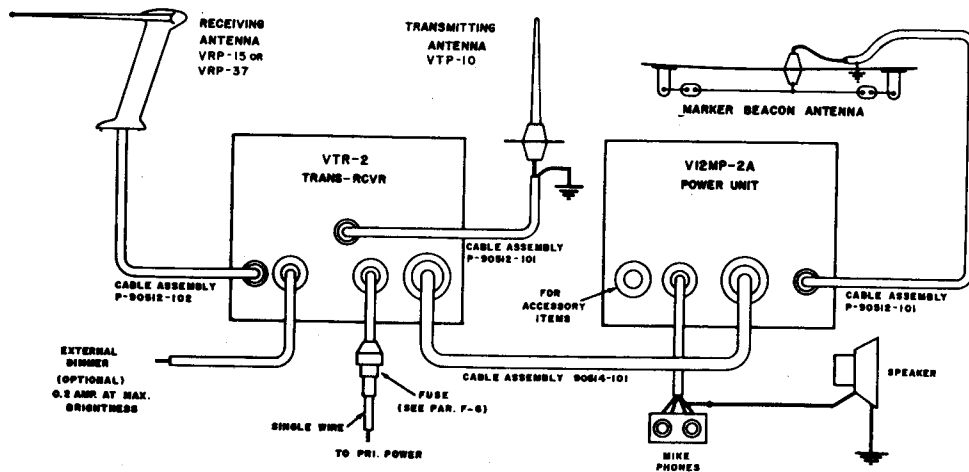 RECEIVING
ANTENNA
VRP-15 OR
VRP-37
TRANSMITTING
ANTENNA
VTP-10
MARKER BEACON ANTENNA
VTR-2
TRANS-RCVR
V12MP-2A
POWER UNIT
CABLE ASSEMBLY
P-90512-101
CABLE ASSEMBLY
P-90512-102
FOR
ACCESSORY
ITEMS
CABLE ASSEMBLY
P-90512-101
EXTERNAL
DIMMER
(OPTIONAL)
0.2 AMP. AT MAX.
BRIGHTNESS
CABLE ASSEMBLY 90514-101
FUSE
(SEE PAR. F-6)
SINGLE WIRE
TO PRI. POWER
SPEAKER
MIKE
PHONES